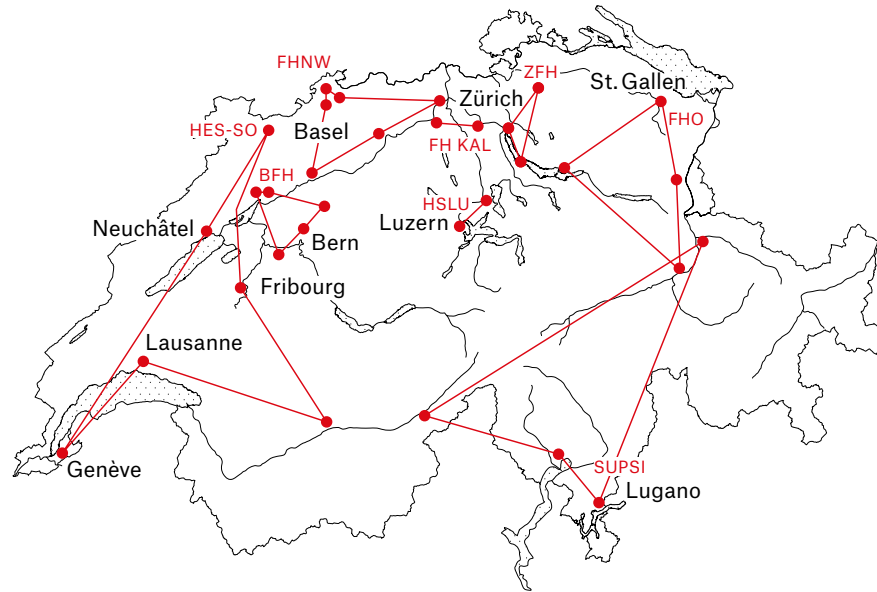 FHNW
ZFH
St. Gallen
Zürich
FHO
HES-SO
Basel
FH KAL
BFH
HSLU
Neuchâtel
Luzern
Bern
Fribourg
Lausanne
Genève
SUPSI
Lugano